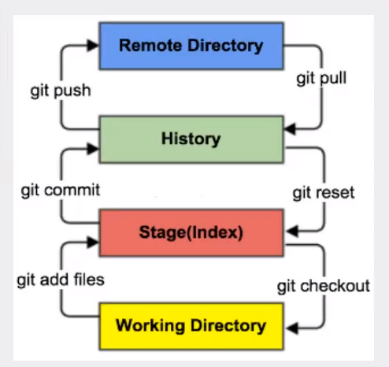 Remote Directory
git push
git pull
History
git commit
git reset
Stage(Index)
git add files
git checkout
Working Directory